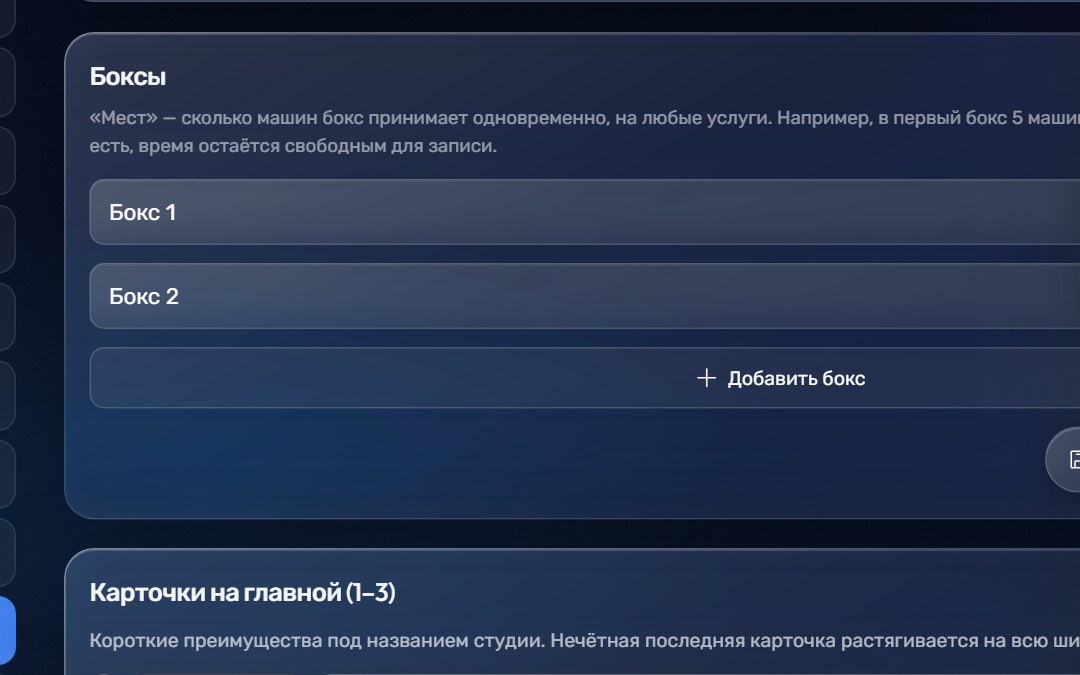 Боксы
«Мест» — сколько машин бокс принимает одновременно, на любые услуги. Например, в первый бокс 5 маши
есть, время остаётся свободным для записи.
Бокс 1
Бокс 2
Добавить бокс
Карточки на главной (1–3)
Короткие преимущества под названием студии. Нечётная последняя карточка растягивается на всю ши